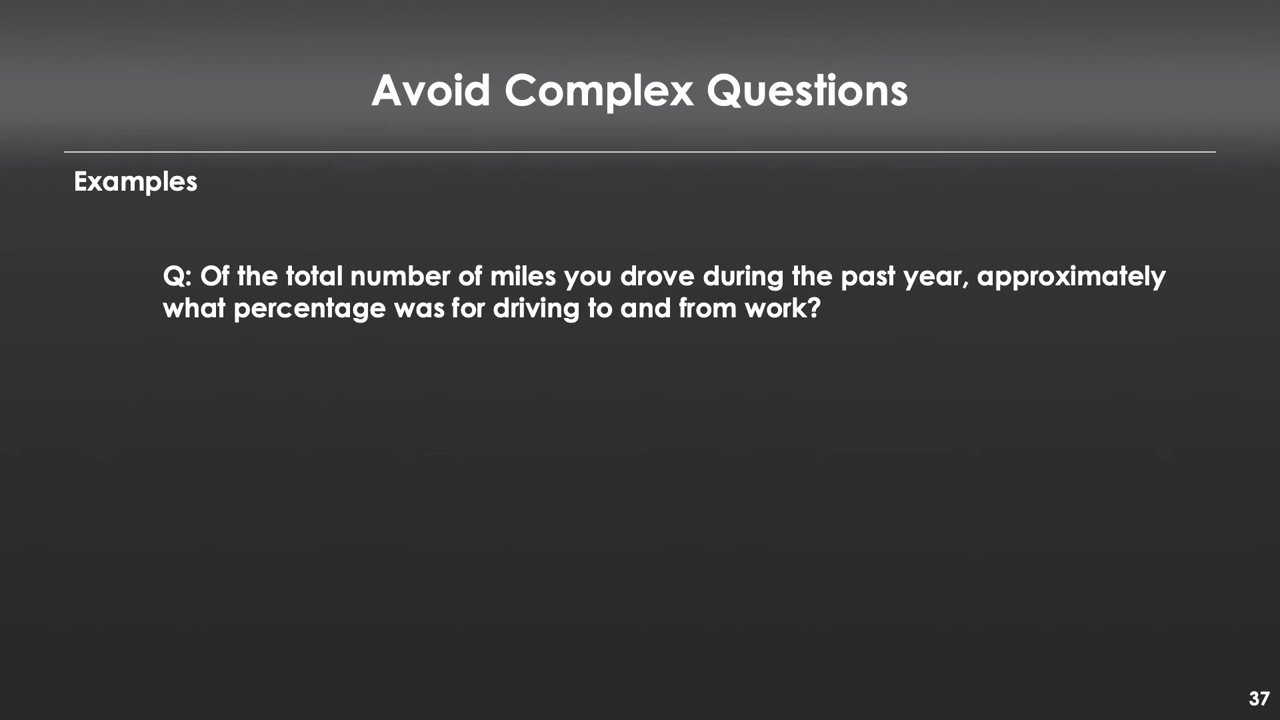 Avoid Complex Questions
Examples
Q: Of the total number of miles you drove during the past year, approximately
what percentage was for driving to and from work?
37